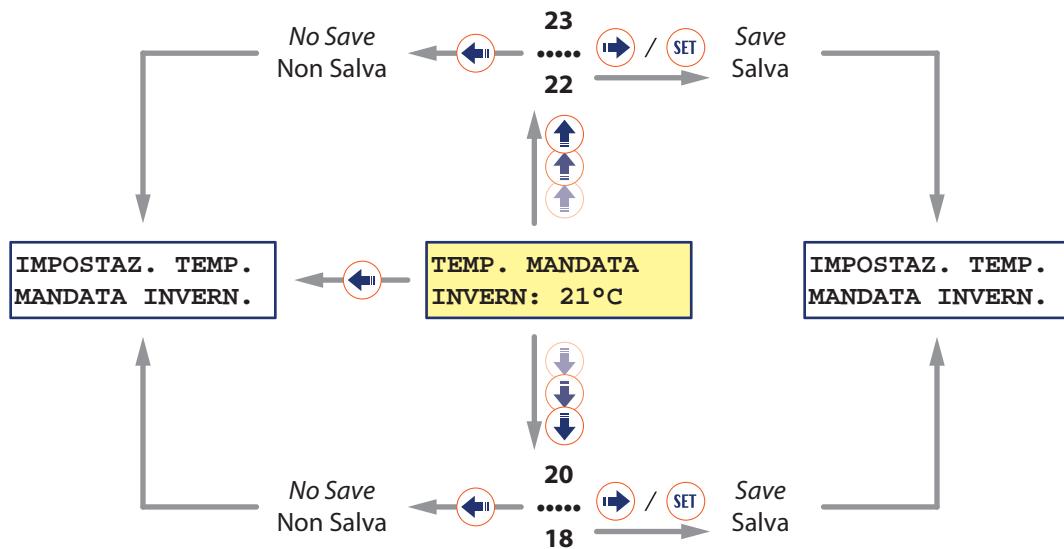 No Save
Non Salva
23
•••••
22
/ SET
Save
Salva
IMPOSTAZ. TEMP.
MANDATA INVERN.
TEMP. MANDATA
INVERN: 21°C
IMPOSTAZ. TEMP.
MANDATA INVERN.
No Save
Non Salva
20
•••••
18
/ SET
Save
Salva